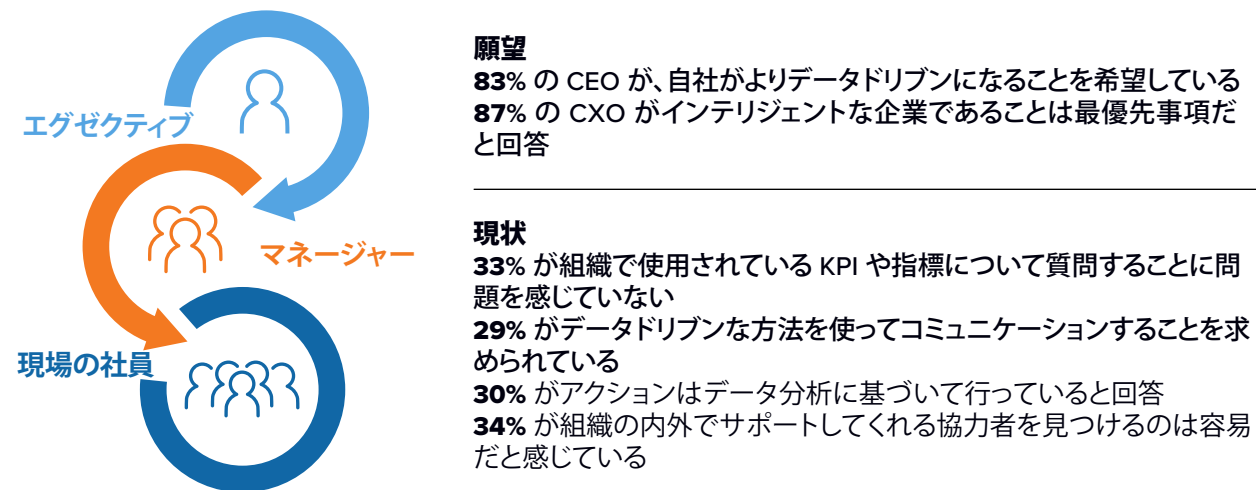 エグゼクティブ
マネージャー
現場の社員
願望
83% の CEO が、自社がよりデータドリブンになることを希望している
87% の CXO がインテリジェントな企業であることは最優先事項だ
と回答
現状
33% が組織で使用されている KPI や指標について質問することに問
題を感じていない
29% がデータドリブンな方法を使ってコミュニケーションすることを求
められている
30% がアクションはデータ分析に基づいて行っていると回答
34% が組織の内外でサポートしてくれる協力者を見つけるのは容易
だと感じている